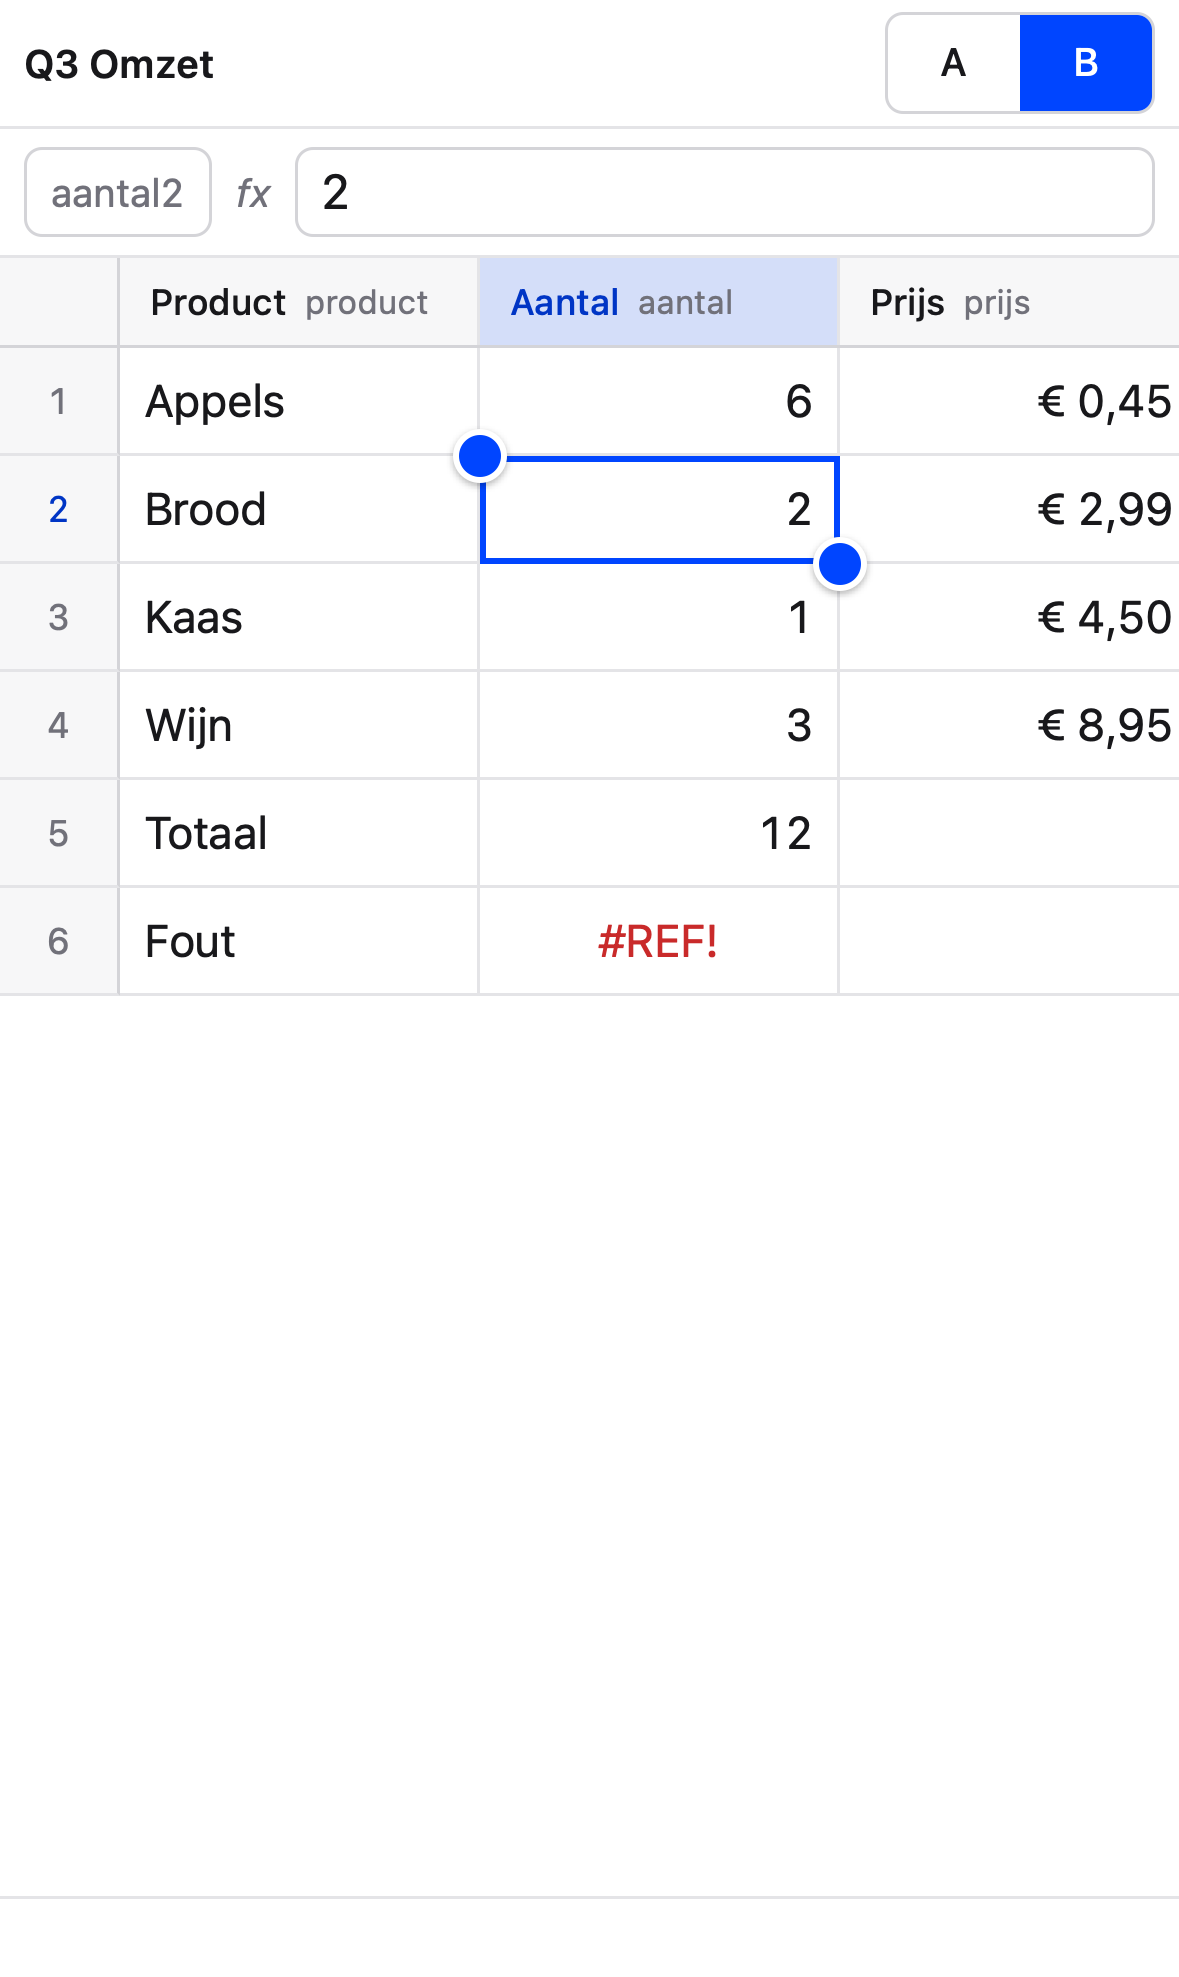 Q3 Omzet A B
aantal2 fx 2
Product product Aantal aantal Prijs prijs
1 Appels 6 € 0,45
2 Brood 2 € 2,99
3 Kaas 1 € 4,50
4 Wijn 3 € 8,95
5 Totaal 12
6 Fout #REF!